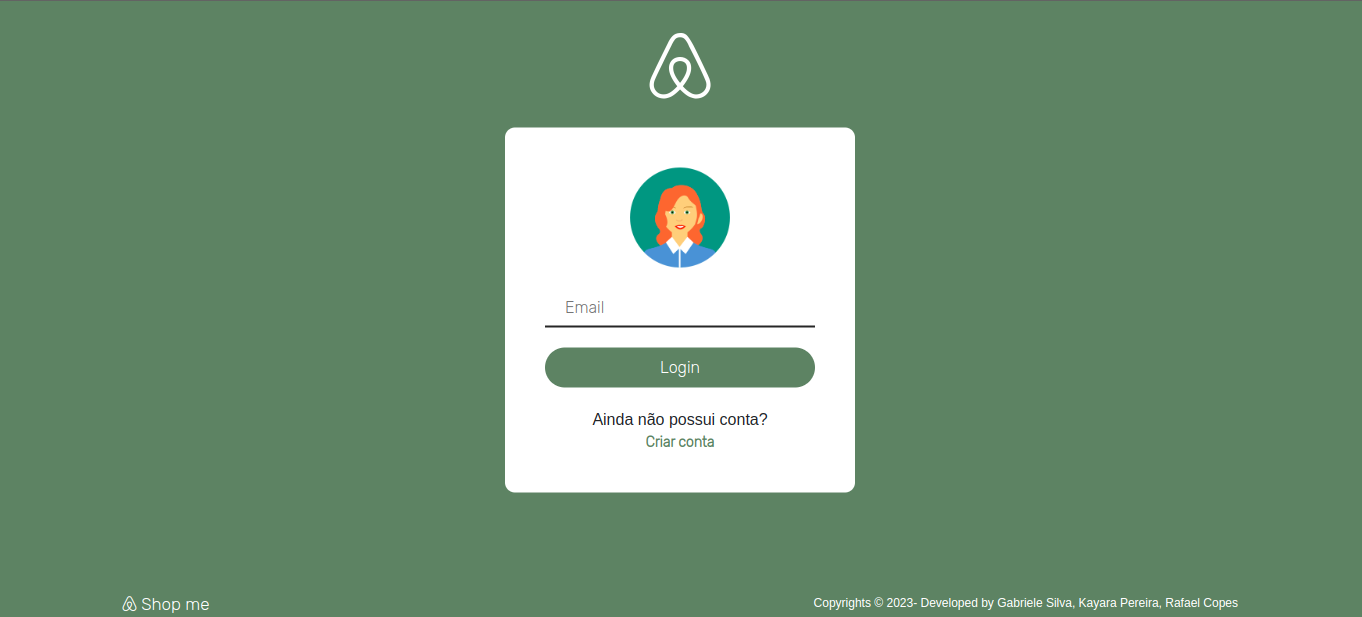 Email
Login
Ainda não possui conta?
Criar conta
Shop me
Copyrights © 2023- Developed by Gabriele Silva, Kayara Pereira, Rafael Copes